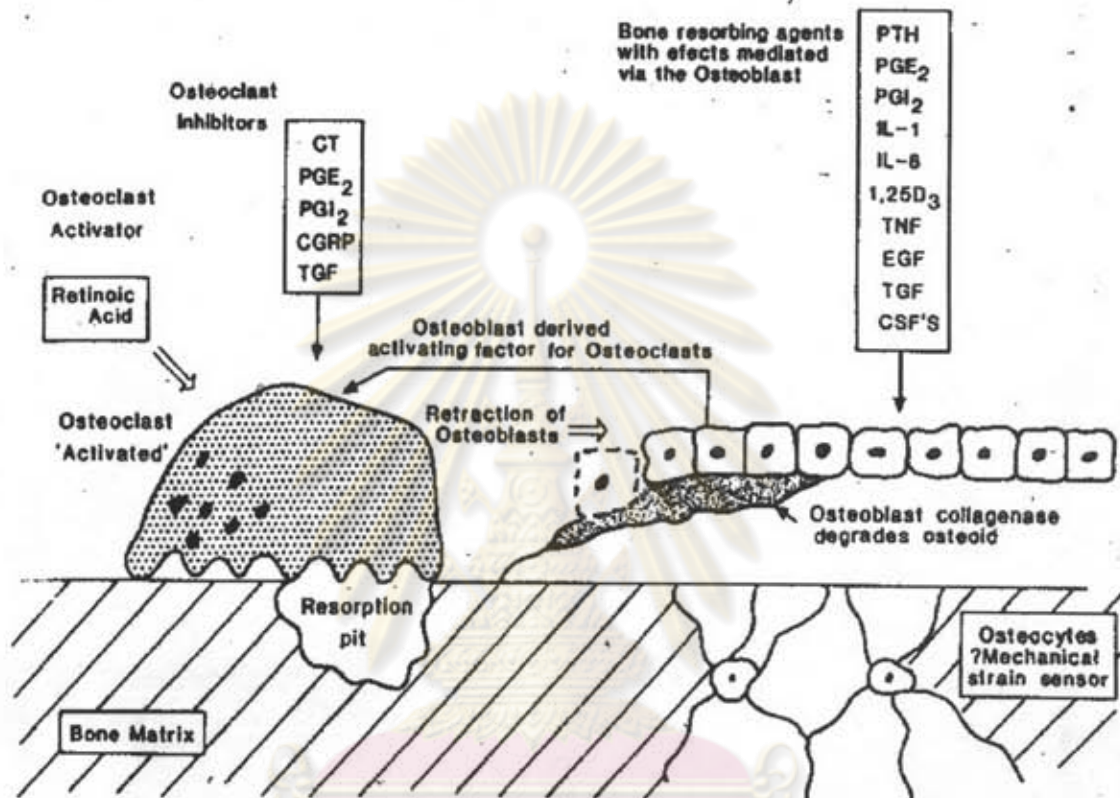 Bone resorbing agents
with efects mediated
via the Osteoblast
PTH
PGE₂
PGI₂
IL-1
IL-6
1,25D₃
TNF
EGF
TGF
CSF'S
Osteoclast
Inhibitors
CT
PGE₂
PGI₂
CGRP
TGF
Osteoclast
Activator
Retinoic
Acid
Osteoblast derived
activating factor for Osteoclasts
Osteoclast
'Activated'
Retraction of
Osteoblasts
Osteoblast collagenase
degrades osteoid
Resorption
pit
Osteocytes
?Mechanical
strain sensor
Bone Matrix